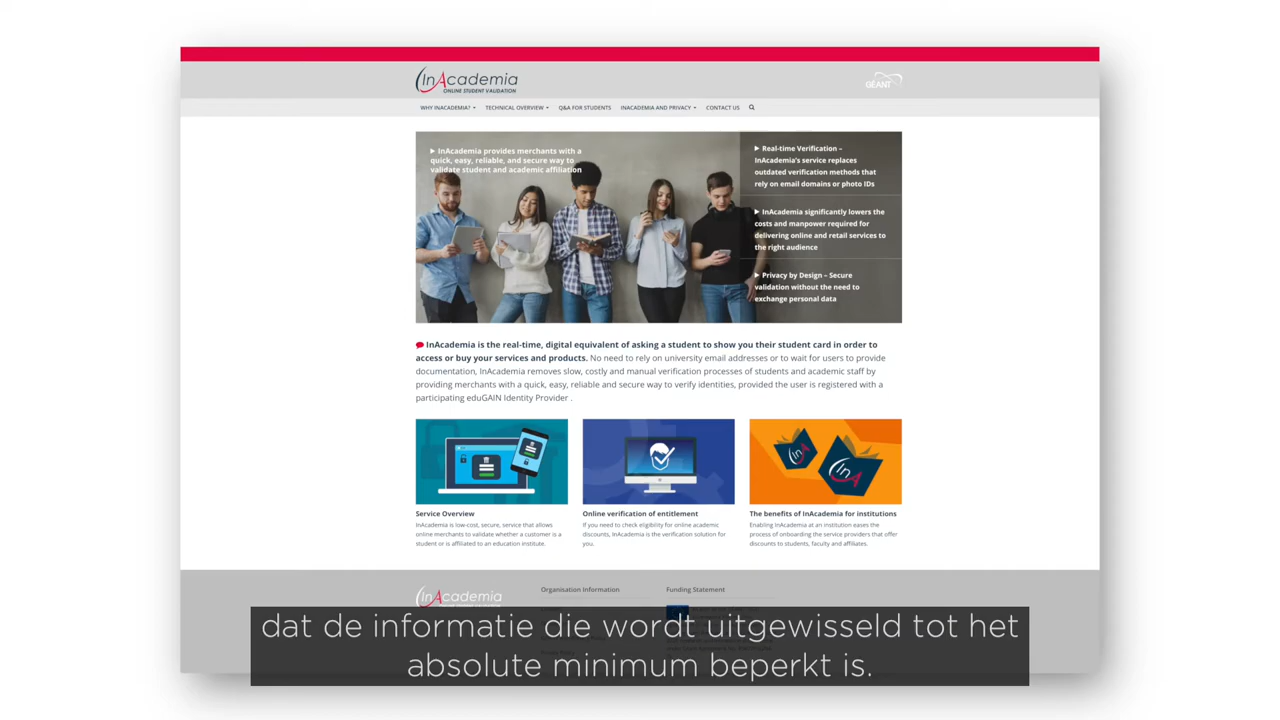 InAcademia
ONLINE STUDENT VALIDATION
GÉANT
WHY INACADEMIA? TECHNICAL OVERVIEW Q&A FOR STUDENTS INACADEMIA AND PRIVACY CONTACT US
InAcademia provides merchants with a
quick, easy, reliable, and secure way to
validate student and academic affiliation
Real-time Verification –
InAcademia's service replaces
outdated verification methods that
rely on email domains or photo IDs
InAcademia significantly lowers the
costs and manpower required for
delivering online and retail services to
the right audience
Privacy by Design – Secure
validation without the need to
exchange personal data
InAcademia is the real-time, digital equivalent of asking a student to show you their student card in order to
access or buy your services and products. No need to rely on university email addresses or to wait for users to provide
documentation, InAcademia removes slow, costly and manual verification processes of students and academic staff by
providing merchants with a quick, easy, reliable and secure way to verify identities, provided the user is registered with a
participating eduGAIN Identity Provider .
InA
InA
Service Overview
InAcademia is low-cost, secure, service that allows
online merchants to validate whether a customer is a
student or is affiliated to an education institute.
Online verification of entitlement
If you need to check eligibility for online academic
discounts, InAcademia is the verification solution for
you.
The benefits of InAcademia for institutions
Enabling InAcademia at an institution eases the
process of onboarding the service providers that offer
discounts to students, faculty and affiliates.
InAcademia
Organisation Information
Funding Statement
dat de informatie die wordt uitgewisseld tot het
absolute minimum beperkt is.